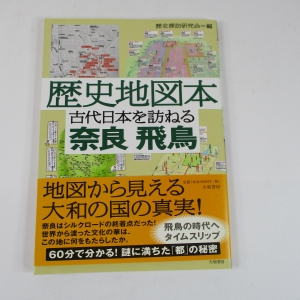 歴史探訪研究会=編
歴史地図本
古代日本を訪ねる
奈良 飛鳥
大和書房
地図から見える
大和の国の真実!
奈良はシルクロードの終着点だった!
世界から渡った文化の華は、
この地に何をもたらしたか。
飛鳥の時代へ
タイムスリップ
60分で分かる!謎に満ちた「都」の秘密
大和書房